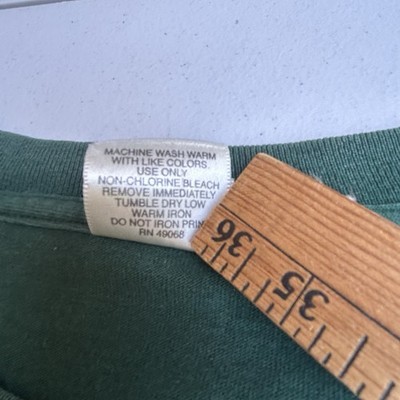 MACHINE WASH WARM
WITH LIKE COLORS.
USE ONLY
NON-CHLORINE BLEACH
REMOVE IMMEDIATELY
TUMBLE DRY LOW
WARM IRON
DO NOT IRON PRIN
RN 49068
36
35